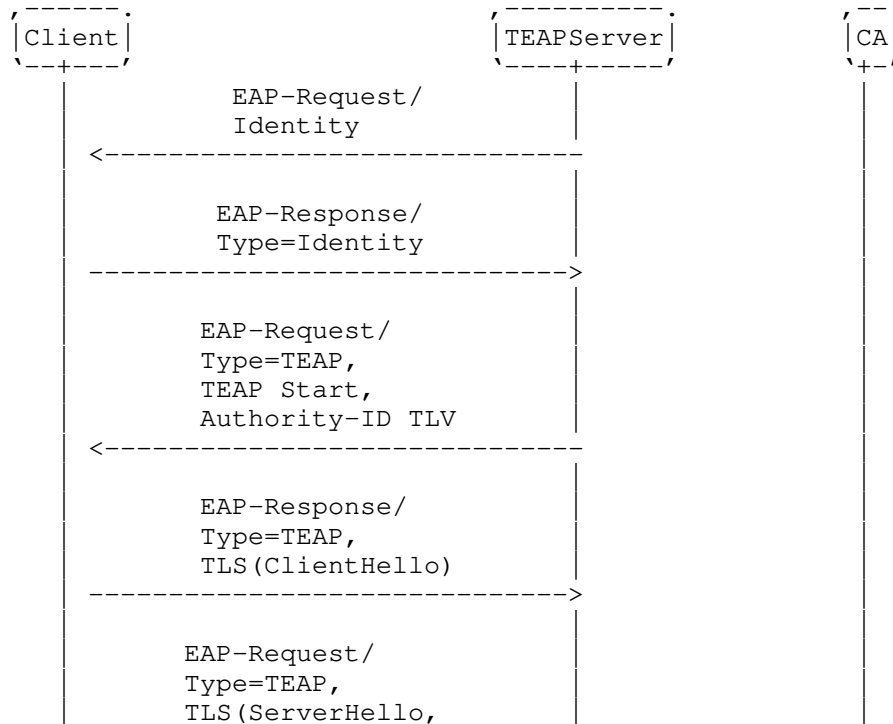 ,------.                      ,----------.          ,--
|Client|                      |TEAPServer|          |CA
`--+---'                      `----+-----'          `+-'
   |          EAP-Request/         |                 |
   |          Identity             |                 |
   | <------------------------------                 |
   |                               |                 |
   |         EAP-Response/         |                 |
   |         Type=Identity         |                 |
   | ------------------------------>                 |
   |                               |                 |
   |        EAP-Request/           |                 |
   |        Type=TEAP,             |                 |
   |        TEAP Start,            |                 |
   |        Authority-ID TLV       |                 |
   | <------------------------------                 |
   |                               |                 |
   |        EAP-Response/          |                 |
   |        Type=TEAP,             |                 |
   |        TLS(ClientHello)       |                 |
   | ------------------------------>                 |
   |                               |                 |
   |       EAP-Request/            |                 |
   |       Type=TEAP,              |                 |
   |       TLS(ServerHello,        |                 |